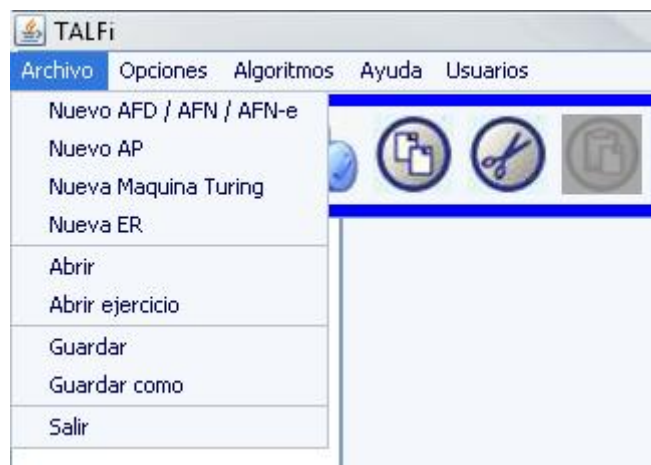 TALFi
Archivo Opciones Algoritmos Ayuda Usuarios
Nuevo AFD / AFN / AFN-e
Nuevo AP
Nueva Maquina Turing
Nueva ER
Abrir
Abrir ejercicio
Guardar
Guardar como
Salir